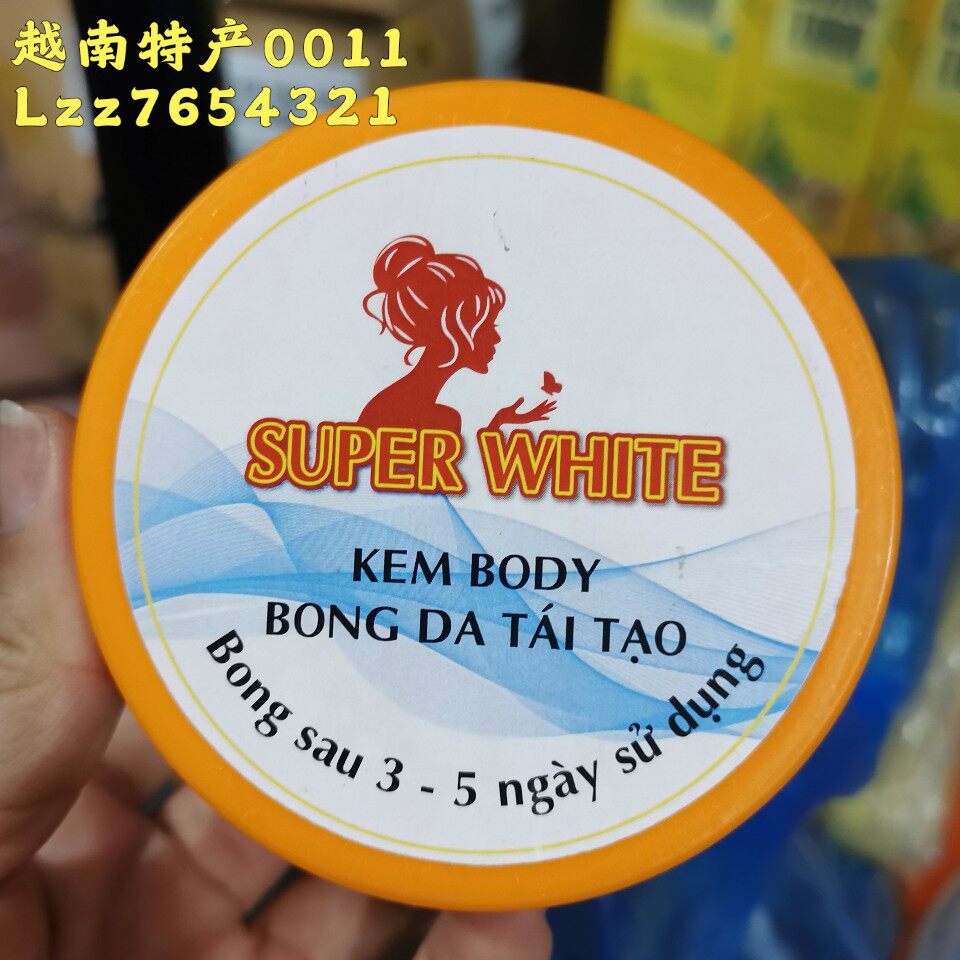 越南特产0011
Lzz7654321
SUPER WHITE
KEM BODY
BONG DA TÁI TẠO
Bong sau 3 - 5 ngày sử dụng